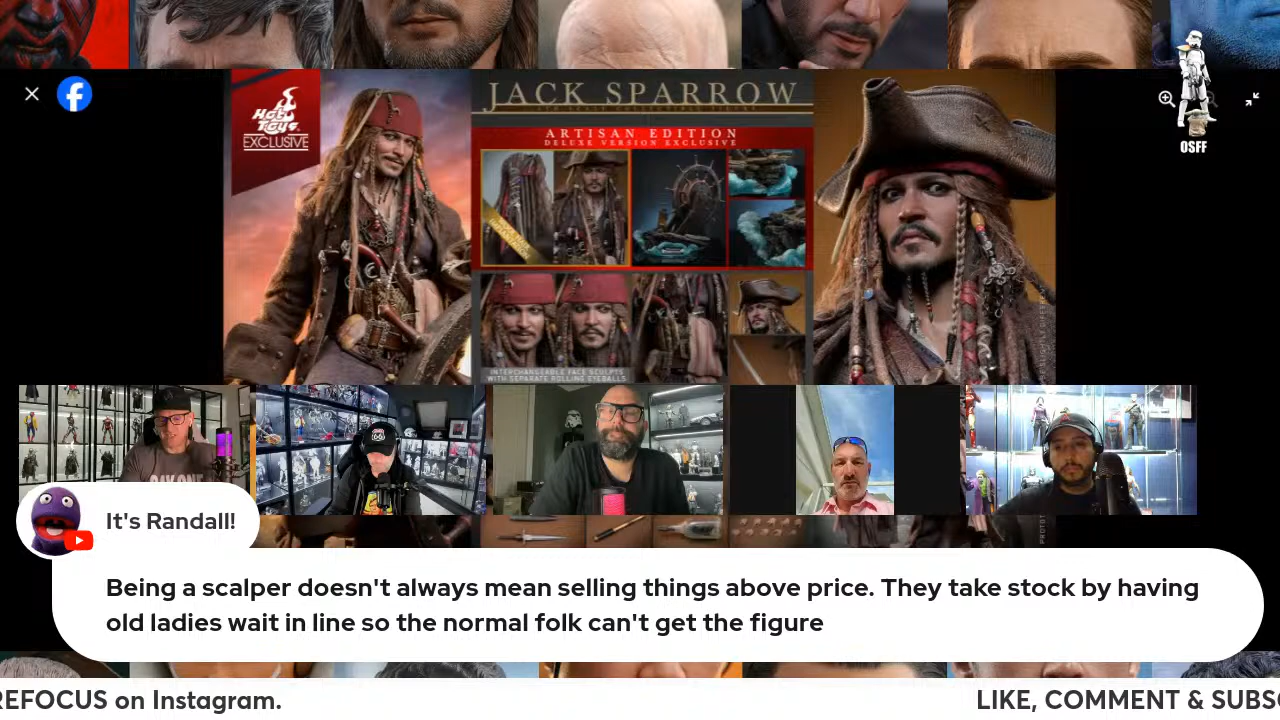 JACK SPARROW
HOT TOYS
EXCLUSIVE
ARTISAN EDITION
DELUXE VERSION EXCLUSIVE
OSFF
INTERCHANGEABLE FACE SCULPTS
WITH SEPARATE ROLLING EYEBALLS
It's Randall!
Being a scalper doesn't always mean selling things above price. They take stock by having
old ladies wait in line so the normal folk can't get the figure
REFOCUS on Instagram.
LIKE, COMMENT & SUBS